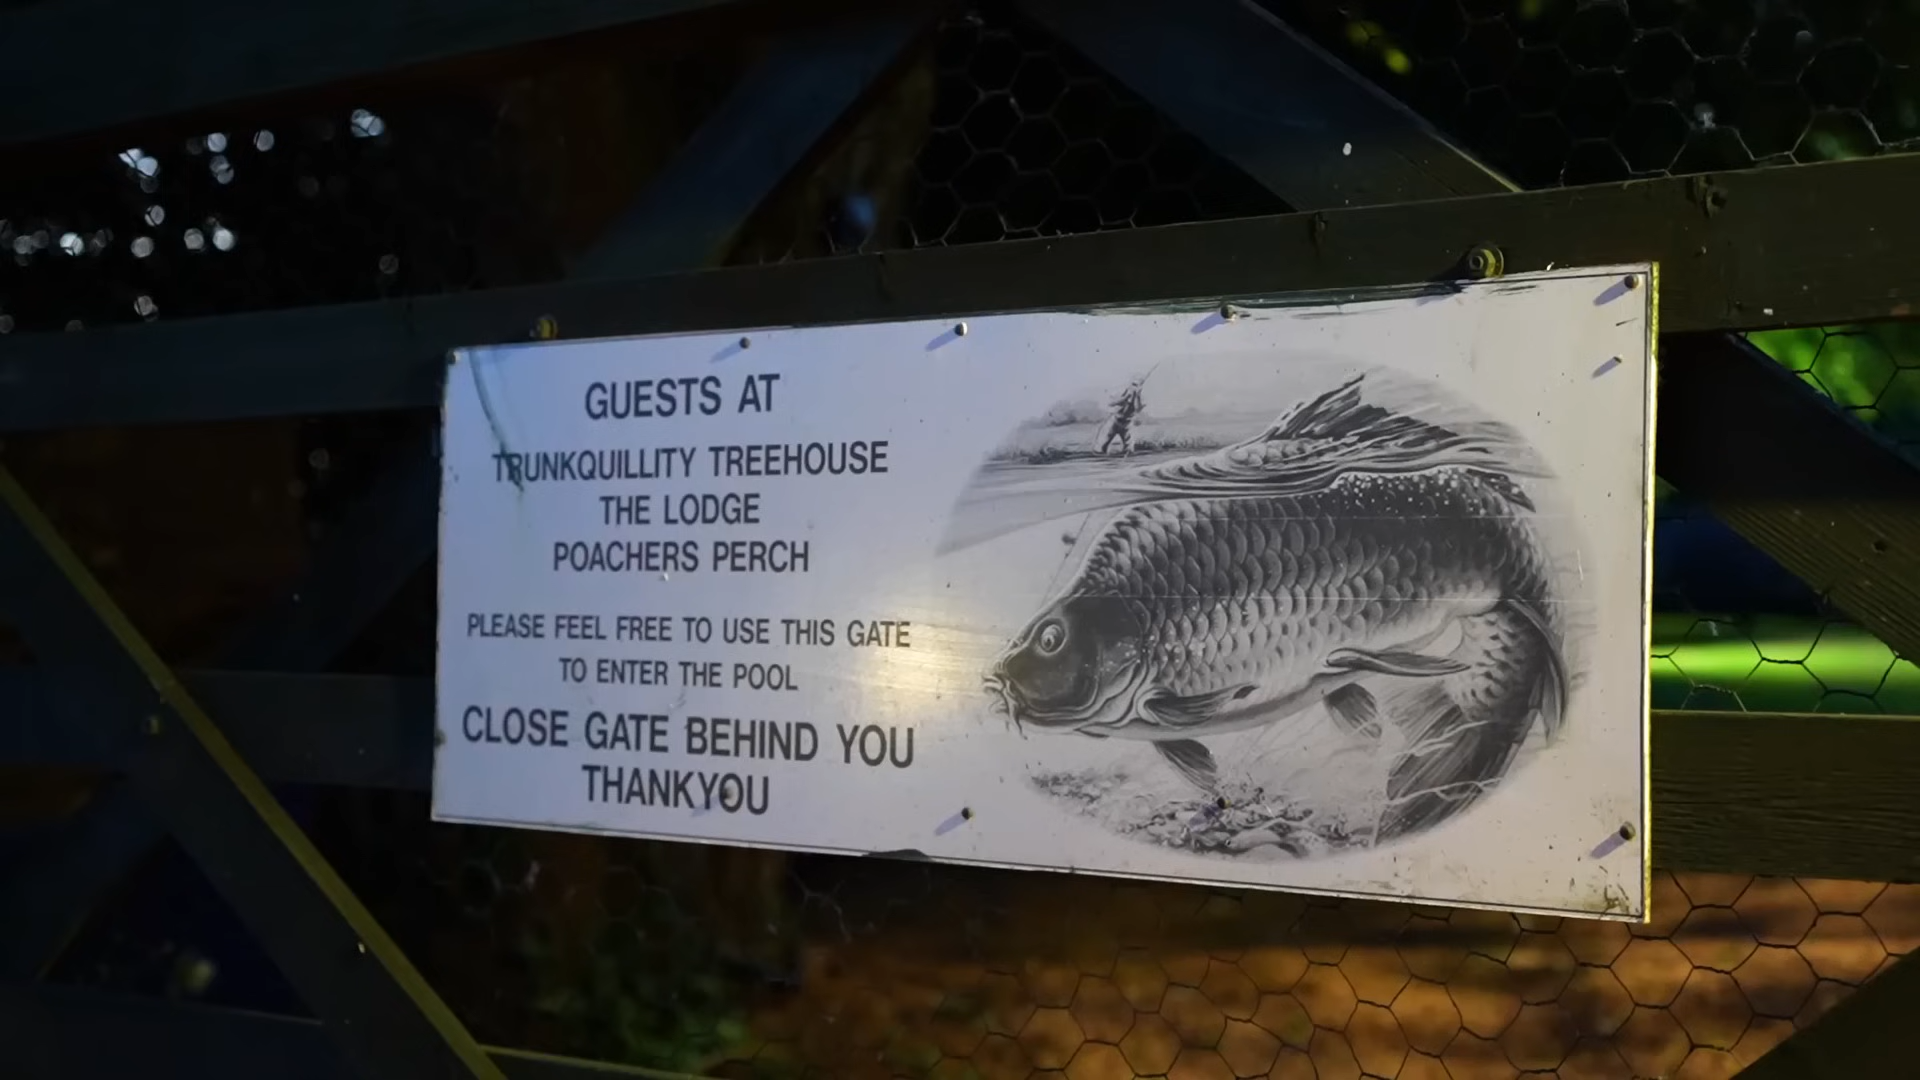 GUESTS AT
TRUNKQUILLITY TREEHOUSE
THE LODGE
POACHERS PERCH
PLEASE FEEL FREE TO USE THIS GATE
TO ENTER THE POOL
CLOSE GATE BEHIND YOU
THANKYOU